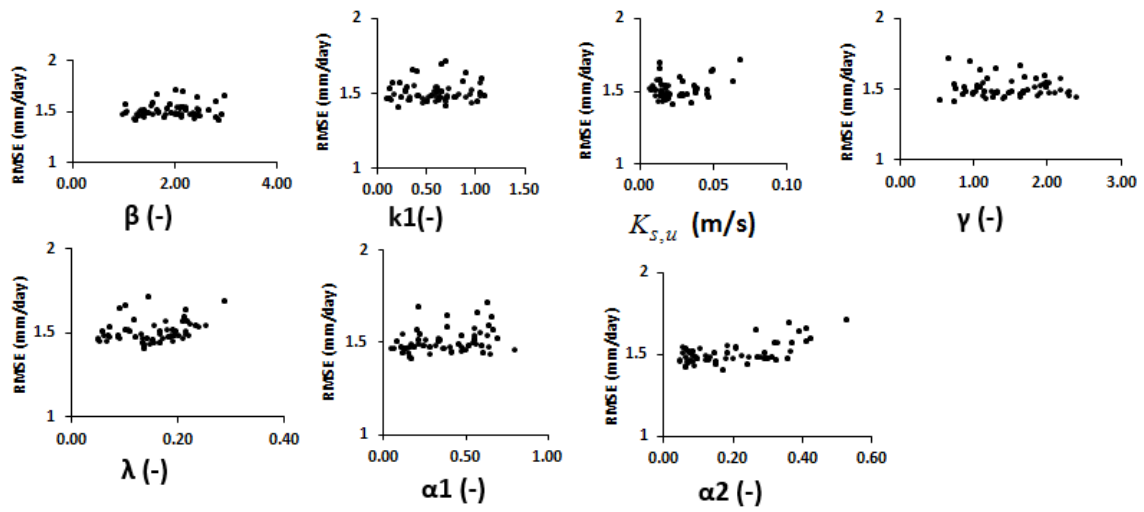 RMSE (mm/day)
2
1.5
1
0.00 2.00 4.00
β (-)
RMSE (mm/day)
2
1.5
1
0.00 0.50 1.00 1.50
k1(-)
RMSE (mm/day)
2
1.5
1
0.00 0.05 0.10
K_{s,u} (m/s)
RMSE (mm/day)
2
1.5
1
0.00 1.00 2.00 3.00
γ (-)
RMSE (mm/day)
2
1.5
1
0.00 0.20 0.40
λ (-)
RMSE (mm/day)
2
1.5
1
0.00 0.50 1.00
α1 (-)
RMSE (mm/day)
2
1.5
1
0.00 0.20 0.40 0.60
α2 (-)